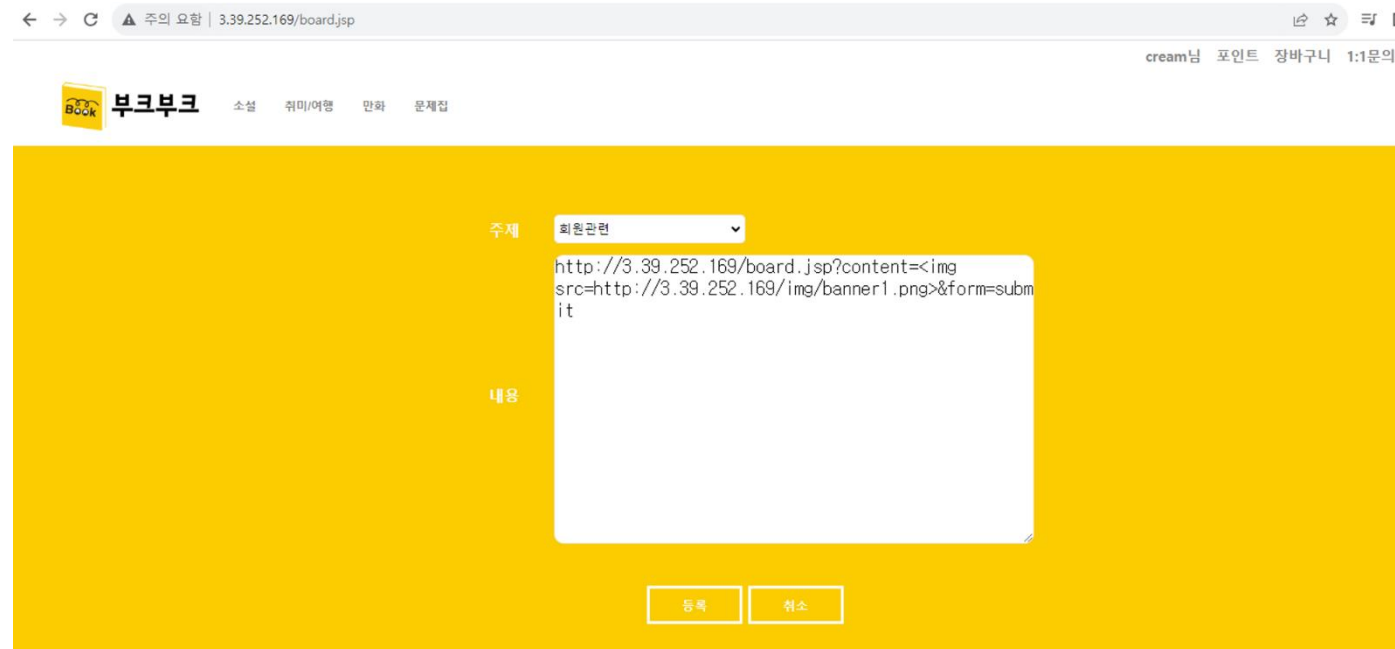 주의 요함 3.39.252.169/board.jsp
cream님 포인트 장바구니 1:1문의
Book 부크부크 소설 취미/여행 만화 문제집
주제 회원관련
http://3.39.252.169/board.jsp?content=<img
src=http://3.39.252.169/img/banner1.png>&form=subm
it
내용
등록 취소